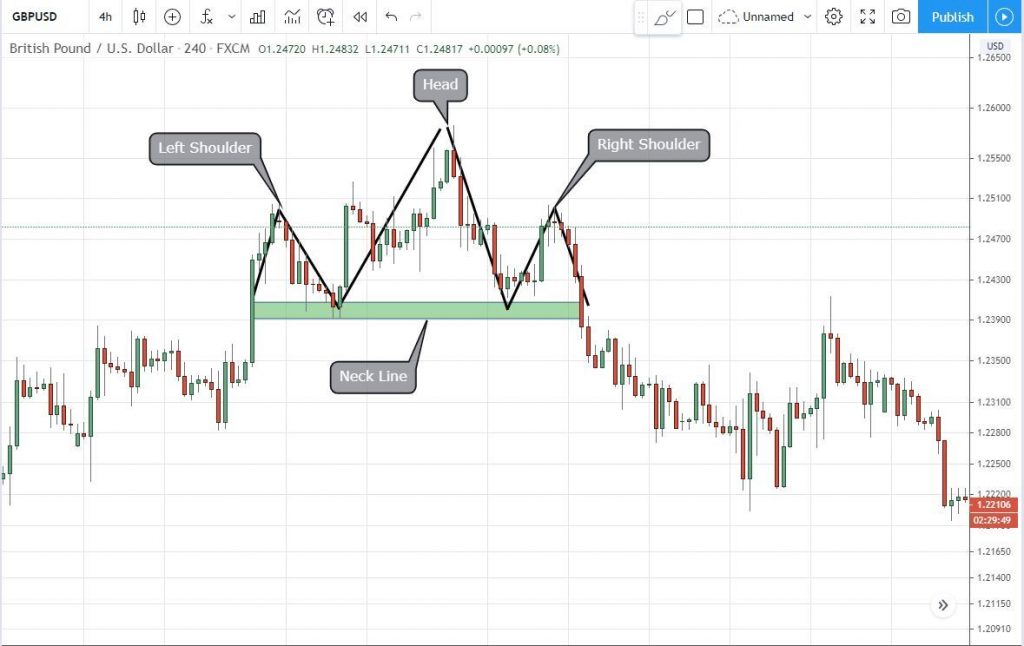 GBPUSD 4h Unnamed Publish
British Pound / U.S. Dollar · 240 · FXCM O1.24720 H1.24832 L1.24711 C1.24817 +0.00097 (+0.08%)
USD
1.26500
Head
1.26000
Left Shoulder
Right Shoulder
1.25500
1.25100
1.24700
1.24300
1.23900
Neck Line
1.23500
1.23100
1.22800
1.22500
1.22200
1.22106
02:29:49
1.21650
1.21400
1.21150
1.20910